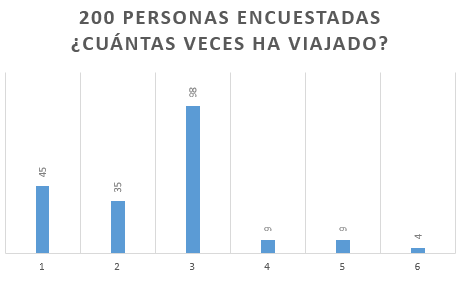 200 PERSONAS ENCUESTADAS
¿CUÁNTAS VECES HA VIAJADO?
45
35
98
9
9
4
1 2 3 4 5 6